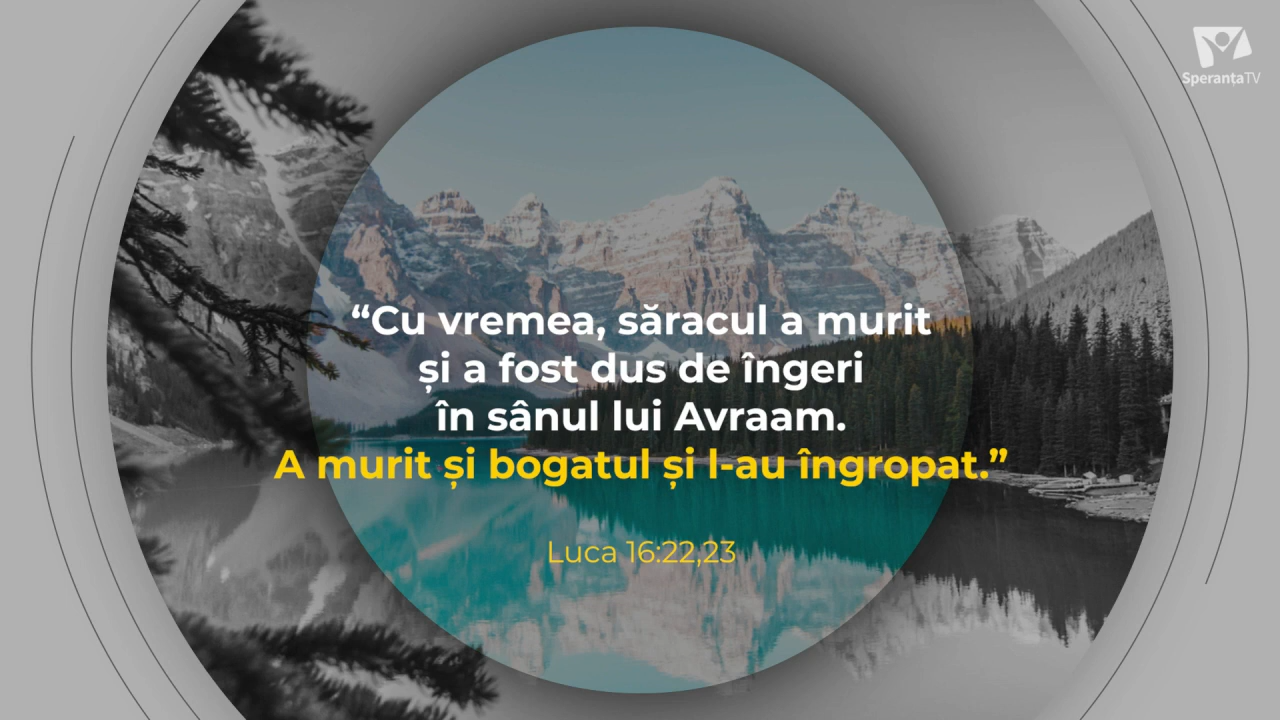 SperanțaTV
“Cu vremea, săracul a murit
și a fost dus de îngeri
în sânul lui Avraam.
A murit și bogatul și l-au îngropat.”
Luca 16:22,23